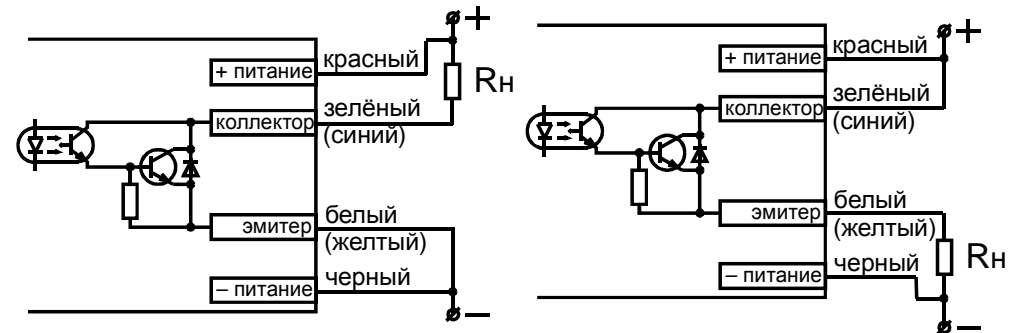 +
красный
+ питание
Rн
зелёный
коллектор
(синий)
белый
эмитер
(желтый)
черный
– питание
–
+
красный
+ питание
зелёный
коллектор
(синий)
белый
эмитер
(желтый)
Rн
черный
– питание
–